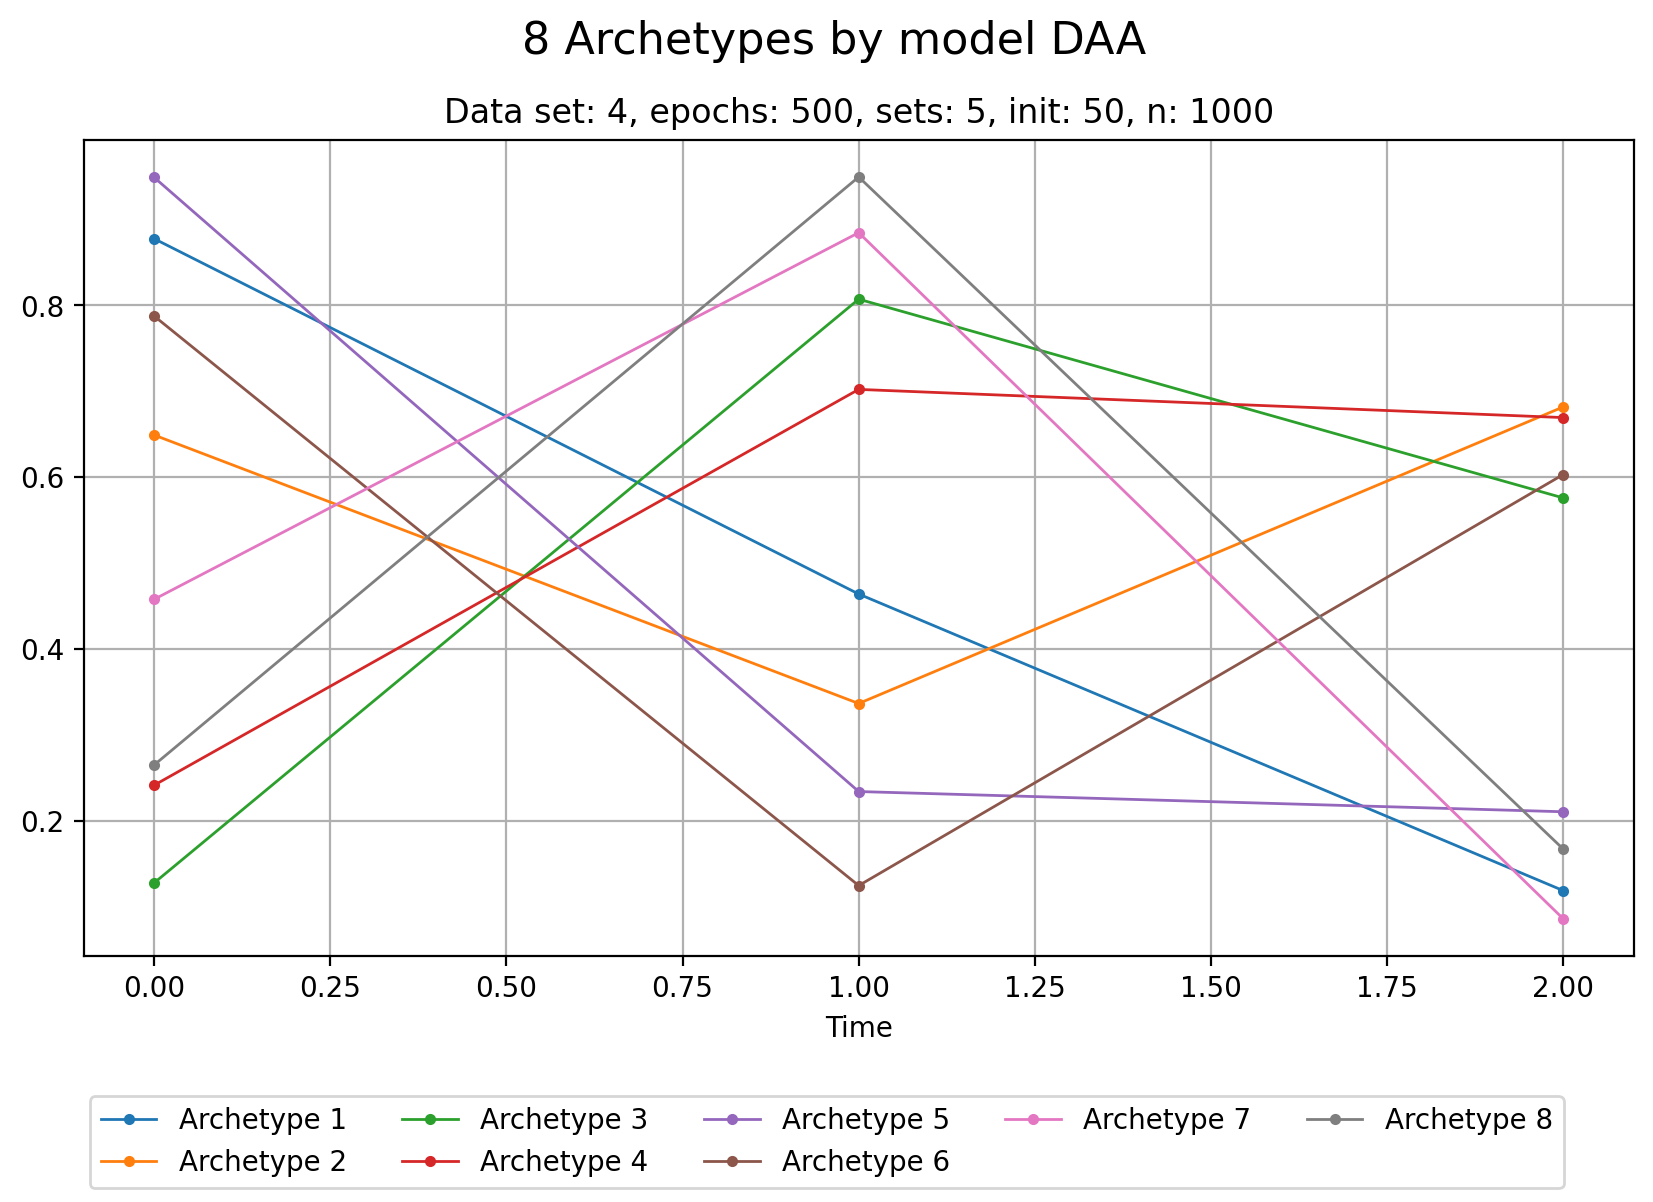 8 Archetypes by model DAA
Data set: 4, epochs: 500, sets: 5, init: 50, n: 1000
0.8
0.6
0.4
0.2
0.00 0.25 0.50 0.75 1.00 1.25 1.50 1.75 2.00
Time
Archetype 1 Archetype 3 Archetype 5 Archetype 7 Archetype 8
Archetype 2 Archetype 4 Archetype 6